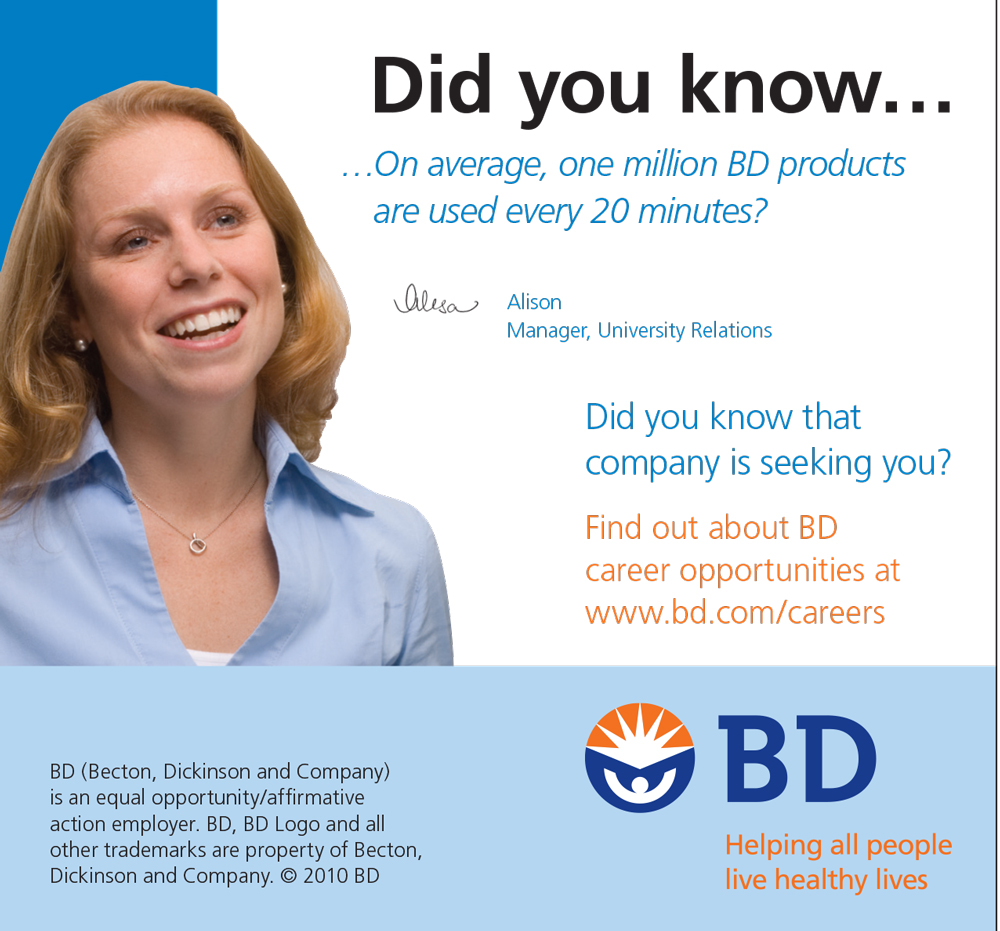 Did you know…
…On average, one million BD products
are used every 20 minutes?
Alison
Manager, University Relations
Did you know that
company is seeking you?
Find out about BD
career opportunities at
www.bd.com/careers
BD
Helping all people
live healthy lives
BD (Becton, Dickinson and Company)
is an equal opportunity/affirmative
action employer. BD, BD Logo and all
other trademarks are property of Becton,
Dickinson and Company. © 2010 BD